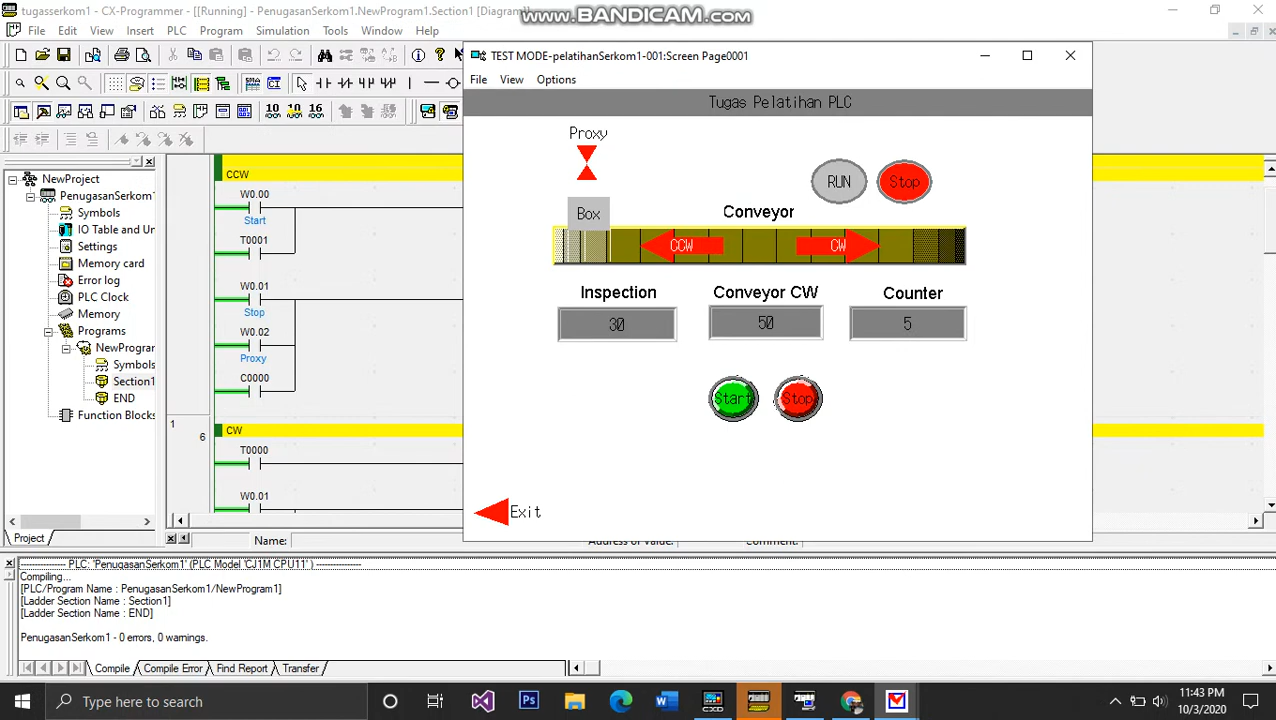 tugasserkom1 - CX-Programmer - [[Running] - PenugasanSerkom1.NewProgram1.Section1 [Diagram]]
www.BANDICAM.com
File Edit View Insert PLC Program Simulation Tools Window Help
TEST MODE-pelatihanSerkom1-001:Screen Page0001
File View Options
Tugas Pelatihan PLC
Proxy
RUN Stop
Box
Conveyor
CCW CW
Inspection Conveyor CW Counter
30 50 5
Start Stop
Exit
10 10 16
NewProject
PenugasanSerkom1
Symbols
IO Table and Un
Settings
Memory card
Error log
PLC Clock
Memory
Programs
NewProgran
Symbols
Section1
END
Function Blocks
Project
CCW
W0.00
Start
T0001
W0.01
Stop
W0.02
Proxy
C0000
1
6
CW
T0000
W0.01
Name: Address or Value: Comment:
PLC: 'PenugasanSerkom1' (PLC Model 'CJ1M CPU11' )
Compiling...
[PLC/Program Name : PenugasanSerkom1/NewProgram1]
[Ladder Section Name : Section1]
[Ladder Section Name : END]
PenugasanSerkom1 - 0 errors, 0 warnings.
Compile Compile Error Find Report Transfer
Type here to search
11:43 PM
10/3/2020